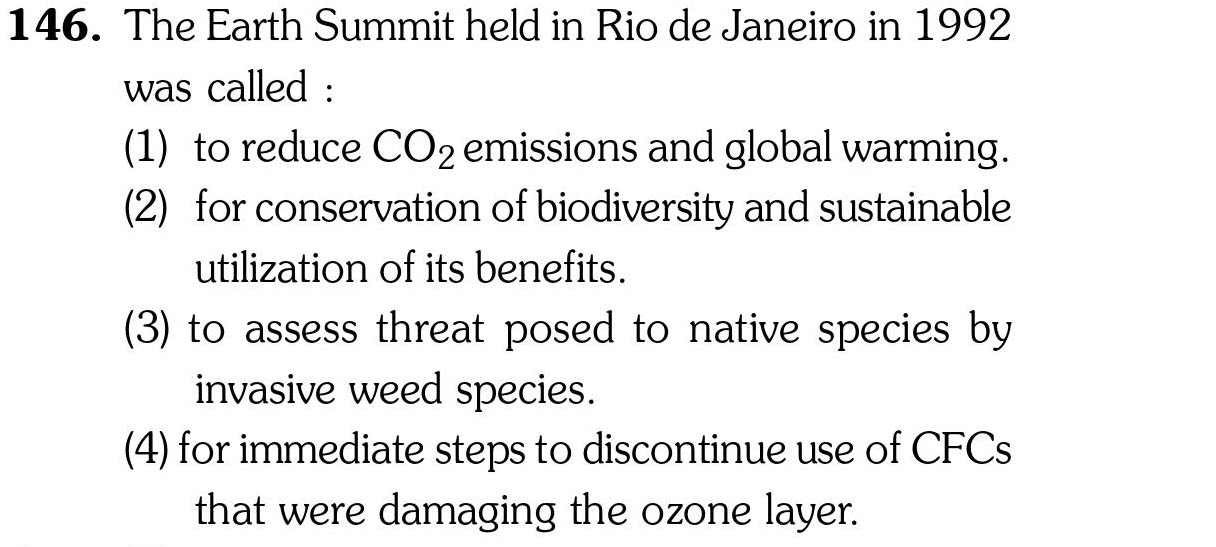 146. The Earth Summit held in Rio de Janeiro in 1992
was called :
(1) to reduce CO₂ emissions and global warming.
(2) for conservation of biodiversity and sustainable
utilization of its benefits.
(3) to assess threat posed to native species by
invasive weed species.
(4) for immediate steps to discontinue use of CFCs
that were damaging the ozone layer.